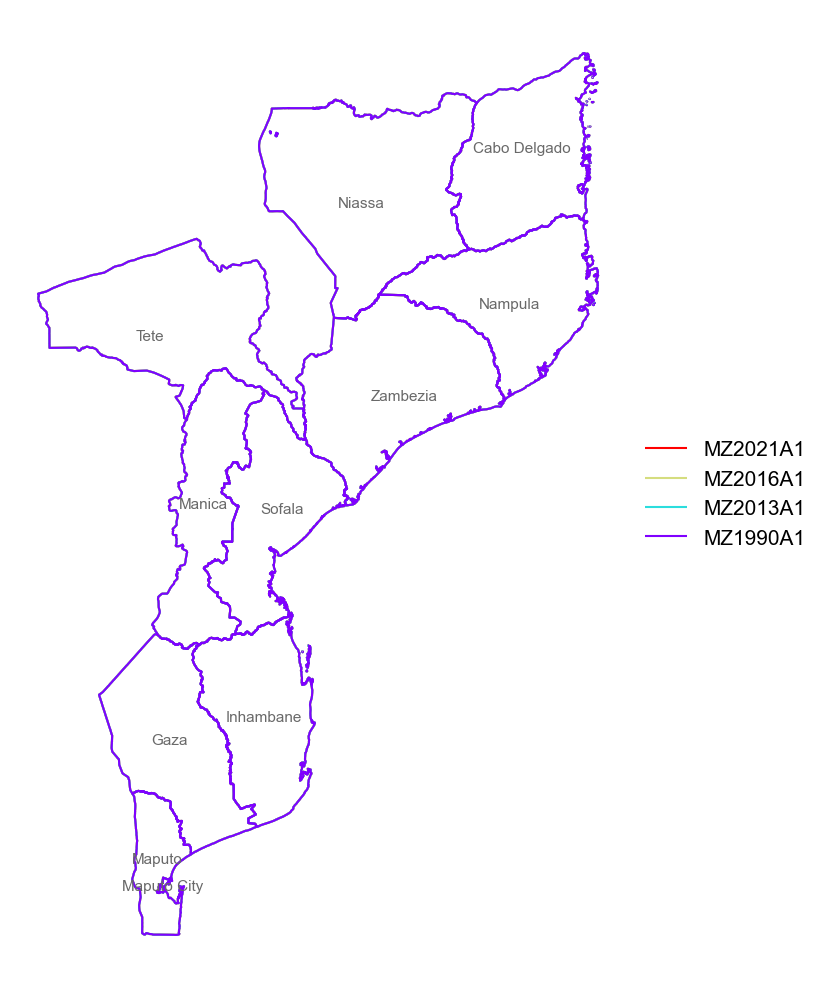 Cabo Delgado
Niassa
Nampula
Tete
Zambezia
MZ2021A1
MZ2016A1
Manica
Sofala
MZ2013A1
MZ1990A1
Inhambane
Gaza
Maputo
Maputo City